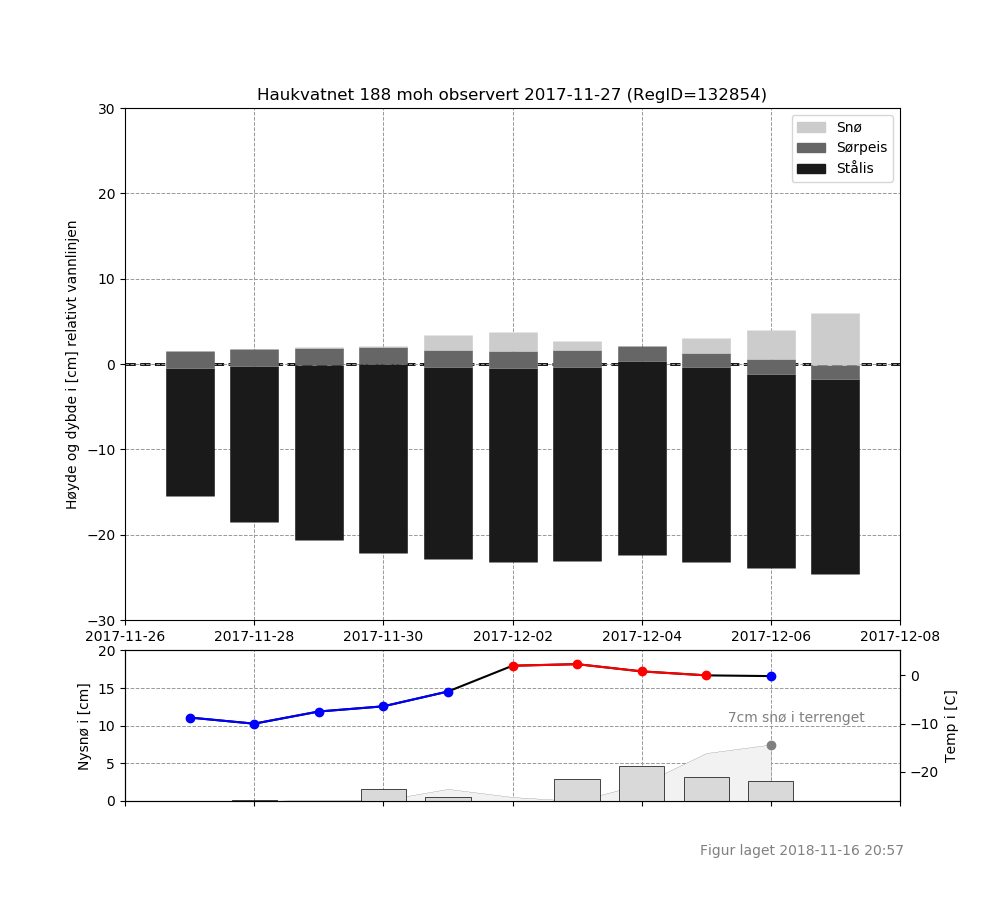 Haukvatnet 188 moh observert 2017-11-27 (RegID=132854)
Snø
Sørpeis
Stålis
Høyde og dybde i [cm] relativt vannlinjen
30
20
10
0
−10
−20
−30
2017-11-26 2017-11-28 2017-11-30 2017-12-02 2017-12-04 2017-12-06 2017-12-08
Nysnø i [cm]
20
15
10
5
0
7cm snø i terrenget
0
−10
−20
Temp i [C]
Figur laget 2018-11-16 20:57